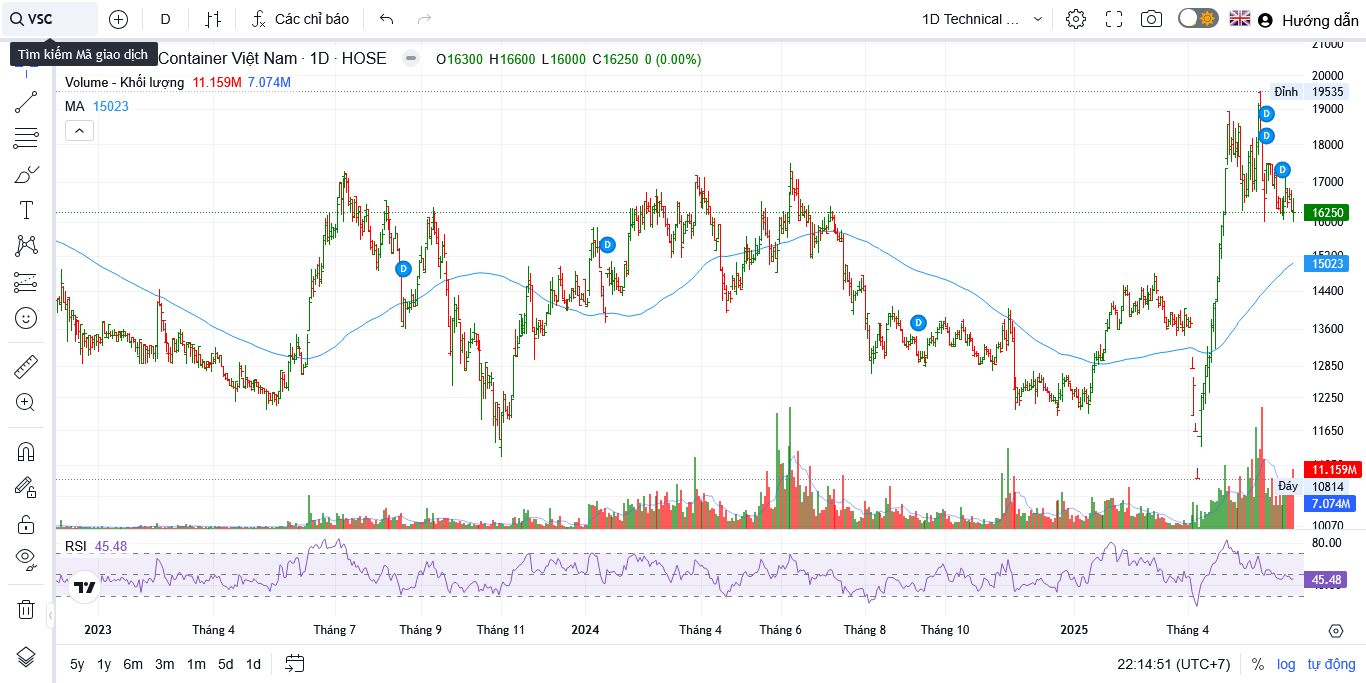 VSC
D
Các chỉ báo
1D Technical ...
Hướng dẫn
Tìm kiếm Mã giao dịch
Container Việt Nam · 1D · HOSE
O16300 H16600 L16000 C16250 0 (0.00%)
Volume - Khối lượng 11.159M 7.074M
MA 15023
21000
20000
Đỉnh 19535
19000
18000
17000
16250
16000
15023
14400
13600
12850
12250
11650
11.159M
Đáy 10814
7.074M
10070
D
D
D
D
D
D
RSI 45.48
80.00
45.48
2023 Tháng 4 Tháng 7 Tháng 9 Tháng 11 2024 Tháng 4 Tháng 6 Tháng 8 Tháng 10 2025 Tháng 4
5y 1y 6m 3m 1m 5d 1d
22:14:51 (UTC+7) % log tự động